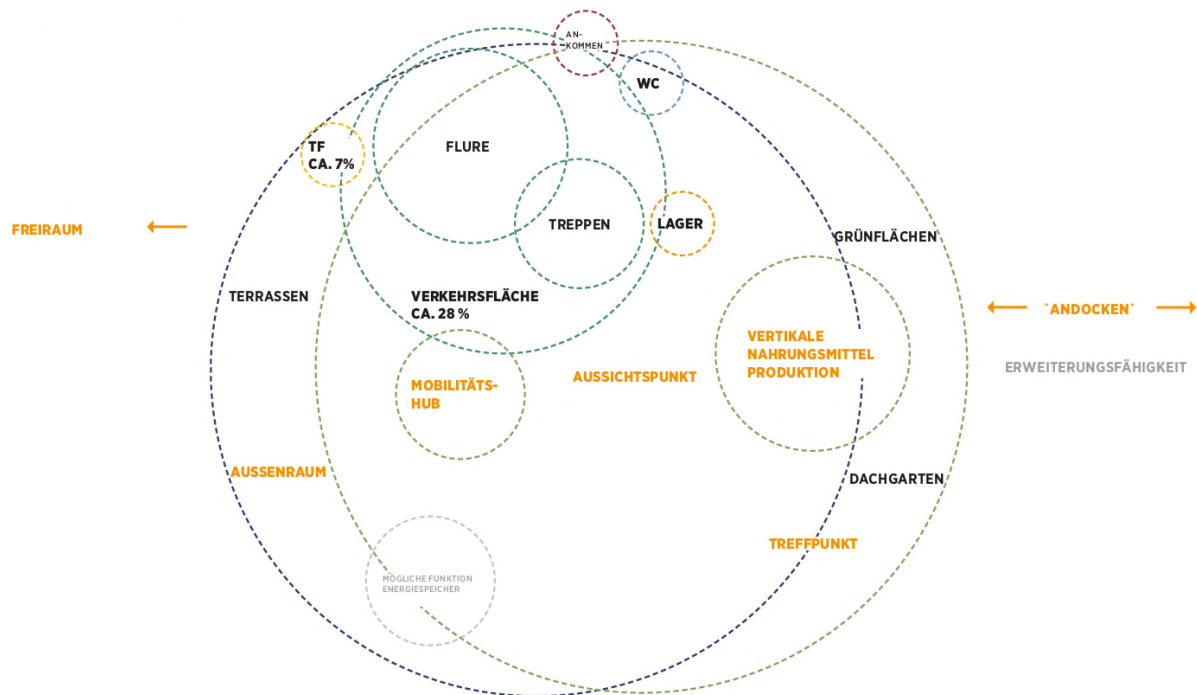 AN-
KOMMEN
WC
TF
CA. 7%
FLURE
TREPPEN
LAGER
FREIRAUM
GRÜNFLÄCHEN
TERRASSEN
VERKEHRSFLÄCHE
CA. 28 %
"ANDOCKEN"
VERTIKALE
NAHRUNGSMITTEL
PRODUKTION
ERWEITERUNGSFÄHIGKEIT
AUSSICHTSPUNKT
MOBILITÄTS-
HUB
AUSSENRAUM
DACHGARTEN
TREFFPUNKT
MÖGLICHE FUNKTION
ENERGIESPEICHER